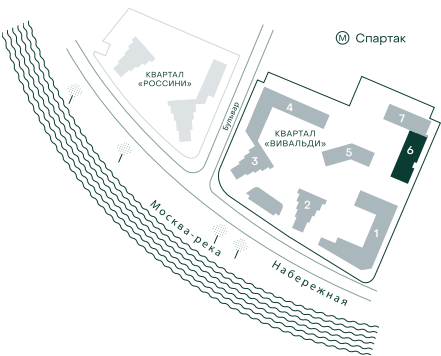 М Спартак
КВАРТАЛ
«РОССИНИ»
Бульвар
4
7
КВАРТАЛ
«ВИВАЛЬДИ»
6
5
3
2
1
Москва-река
Набережная